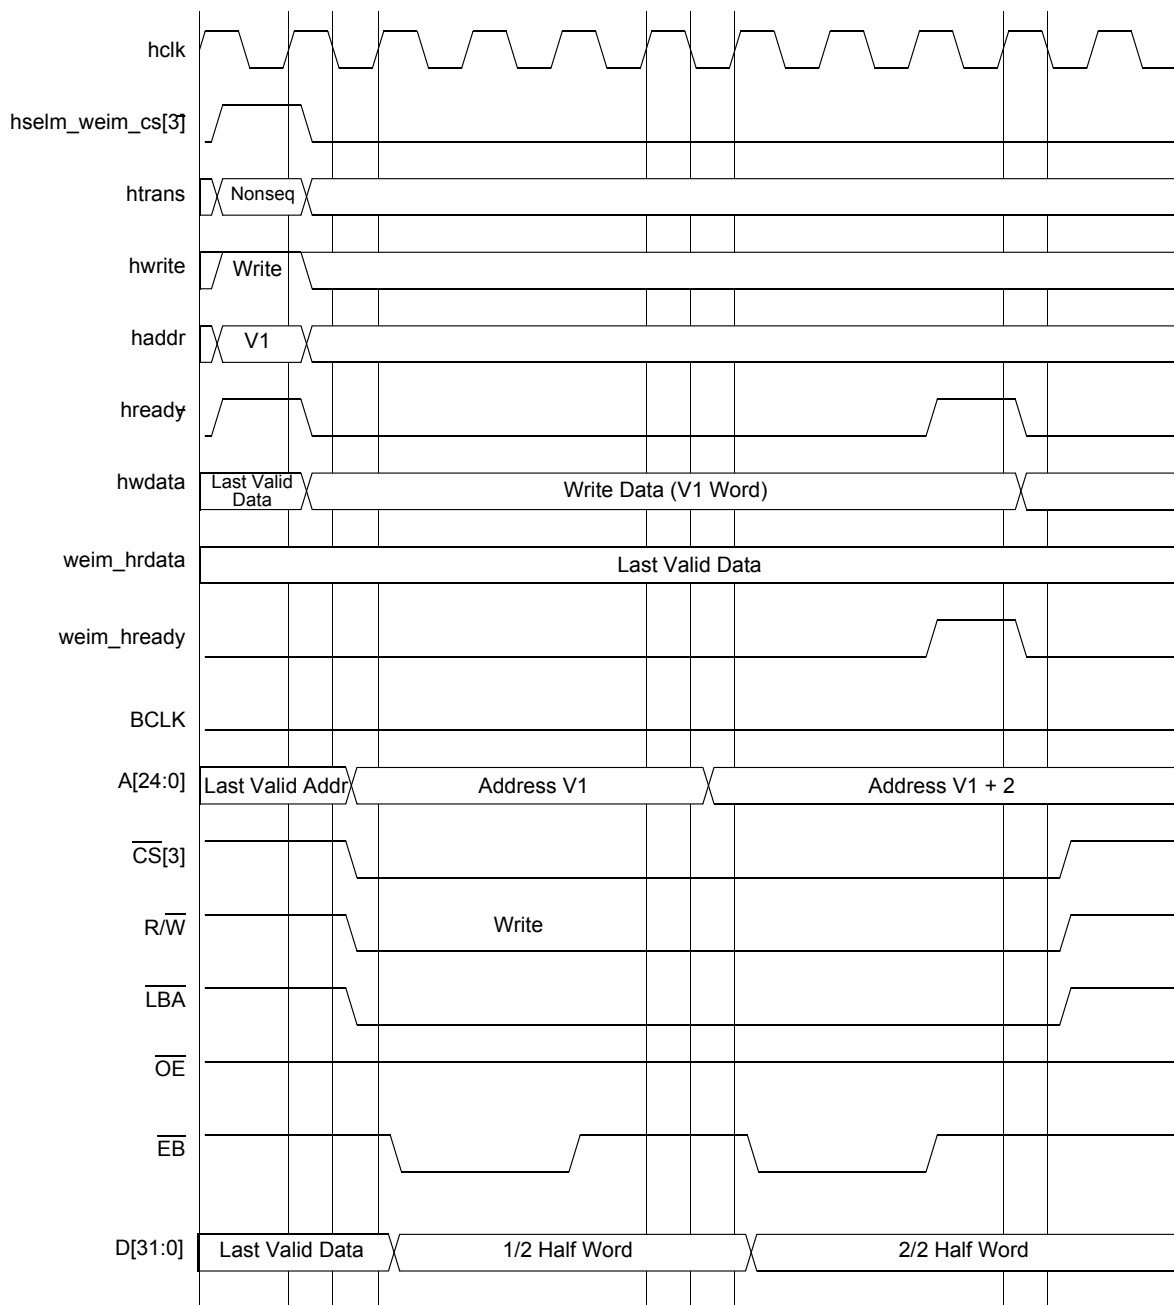 hclk
hselm_weim_cs[3]
htrans Nonseq
hwrite Write
haddr V1
hready
hwdata Last Valid Data Write Data (V1 Word)
weim_hrdata Last Valid Data
weim_hready
BCLK
A[24:0] Last Valid Addr Address V1 Address V1 + 2
CS[3]
R/W Write
LBA
OE
EB
D[31:0] Last Valid Data 1/2 Half Word 2/2 Half Word